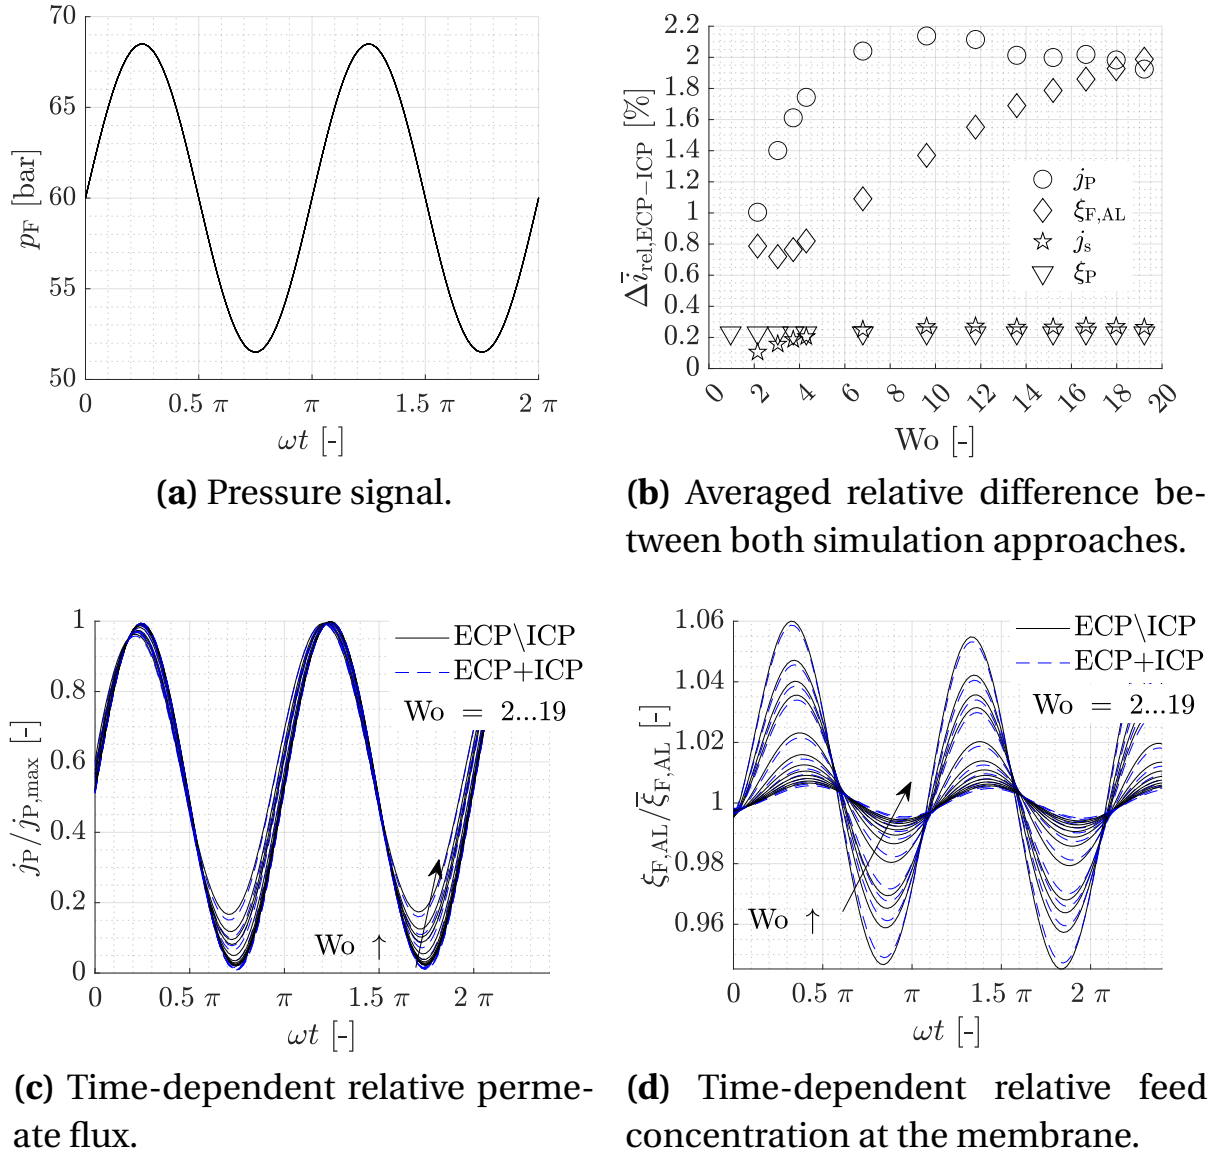 70
65
60
55
50
p_F [bar]
0 0.5 π π 1.5 π 2 π
ωt [-]
(a) Pressure signal.
2.2
2
1.8
1.6
1.4
1.2
1
0.8
0.6
0.4
0.2
0
Δī_rel,ECP−ICP [%]
j_P
ξ_F,AL
j_s
ξ_P
0 2 4 6 8 10 12 14 16 18 20
Wo [-]
(b) Averaged relative difference be-
tween both simulation approaches.
1
0.8
0.6
0.4
0.2
0
j_P/j_P,max [-]
ECP\ICP
ECP+ICP
Wo = 2...19
Wo ↑
0 0.5 π π 1.5 π 2 π
ωt [-]
(c) Time-dependent relative perme-
ate flux.
1.06
1.04
1.02
1
0.98
0.96
ξ_F,AL/ξ̄_F,AL [-]
ECP\ICP
ECP+ICP
Wo = 2...19
Wo ↑
0 0.5 π π 1.5 π 2 π
ωt [-]
(d) Time-dependent relative feed
concentration at the membrane.